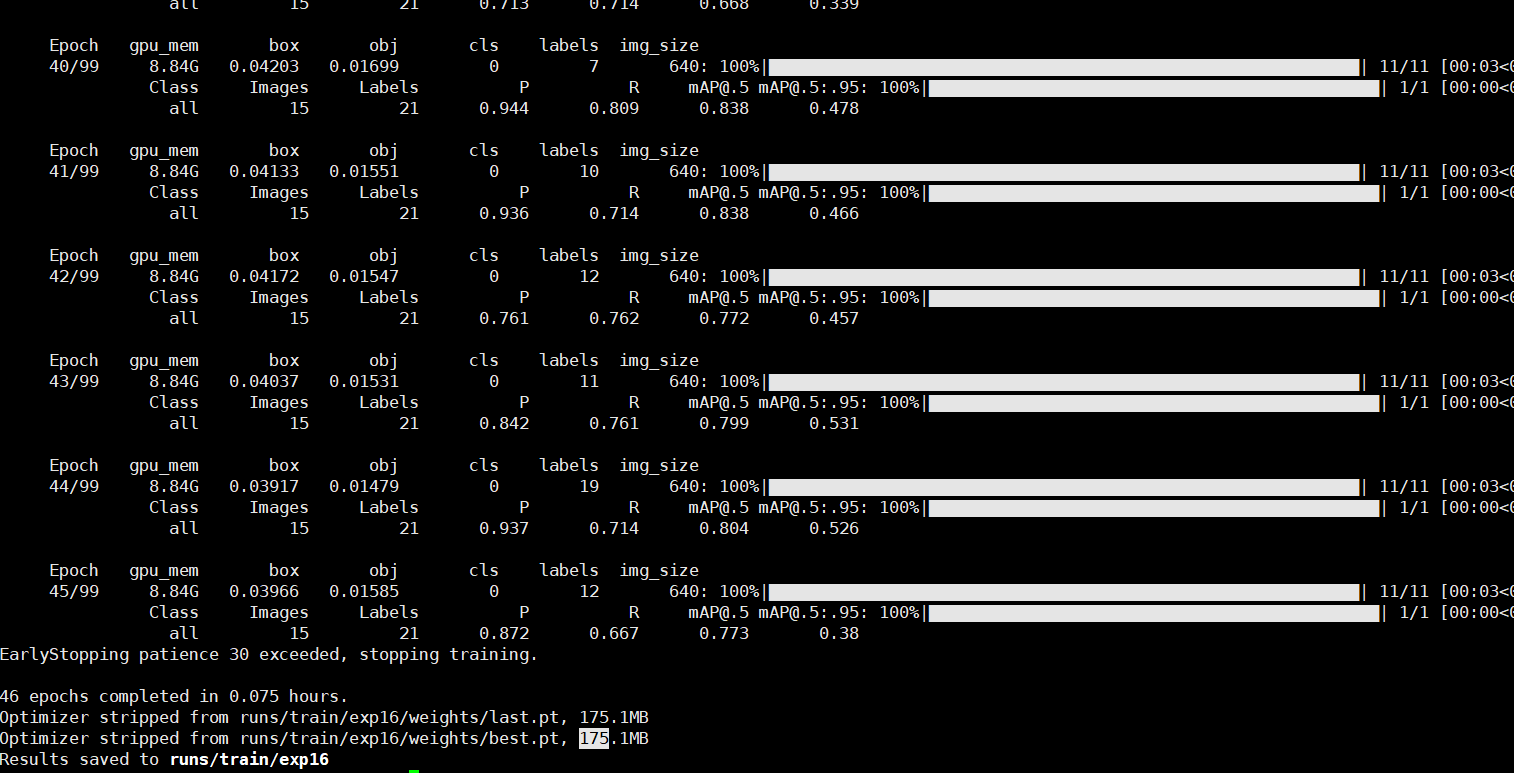 all 15 21 0.713 0.714 0.668 0.339
Epoch gpu_mem box obj cls labels img_size
40/99 8.84G 0.04203 0.01699 0 7 640: 100%|██████████| 11/11 [00:03<0
Class Images Labels P R mAP@.5 mAP@.5:.95: 100%|██████████| 1/1 [00:00<0
all 15 21 0.944 0.809 0.838 0.478
Epoch gpu_mem box obj cls labels img_size
41/99 8.84G 0.04133 0.01551 0 10 640: 100%|██████████| 11/11 [00:03<0
Class Images Labels P R mAP@.5 mAP@.5:.95: 100%|██████████| 1/1 [00:00<0
all 15 21 0.936 0.714 0.838 0.466
Epoch gpu_mem box obj cls labels img_size
42/99 8.84G 0.04172 0.01547 0 12 640: 100%|██████████| 11/11 [00:03<0
Class Images Labels P R mAP@.5 mAP@.5:.95: 100%|██████████| 1/1 [00:00<0
all 15 21 0.761 0.762 0.772 0.457
Epoch gpu_mem box obj cls labels img_size
43/99 8.84G 0.04037 0.01531 0 11 640: 100%|██████████| 11/11 [00:03<0
Class Images Labels P R mAP@.5 mAP@.5:.95: 100%|██████████| 1/1 [00:00<0
all 15 21 0.842 0.761 0.799 0.531
Epoch gpu_mem box obj cls labels img_size
44/99 8.84G 0.03917 0.01479 0 19 640: 100%|██████████| 11/11 [00:03<0
Class Images Labels P R mAP@.5 mAP@.5:.95: 100%|██████████| 1/1 [00:00<0
all 15 21 0.937 0.714 0.804 0.526
Epoch gpu_mem box obj cls labels img_size
45/99 8.84G 0.03966 0.01585 0 12 640: 100%|██████████| 11/11 [00:03<0
Class Images Labels P R mAP@.5 mAP@.5:.95: 100%|██████████| 1/1 [00:00<0
all 15 21 0.872 0.667 0.773 0.38
EarlyStopping patience 30 exceeded, stopping training.
46 epochs completed in 0.075 hours.
Optimizer stripped from runs/train/exp16/weights/last.pt, 175.1MB
Optimizer stripped from runs/train/exp16/weights/best.pt, 175.1MB
Results saved to runs/train/exp16